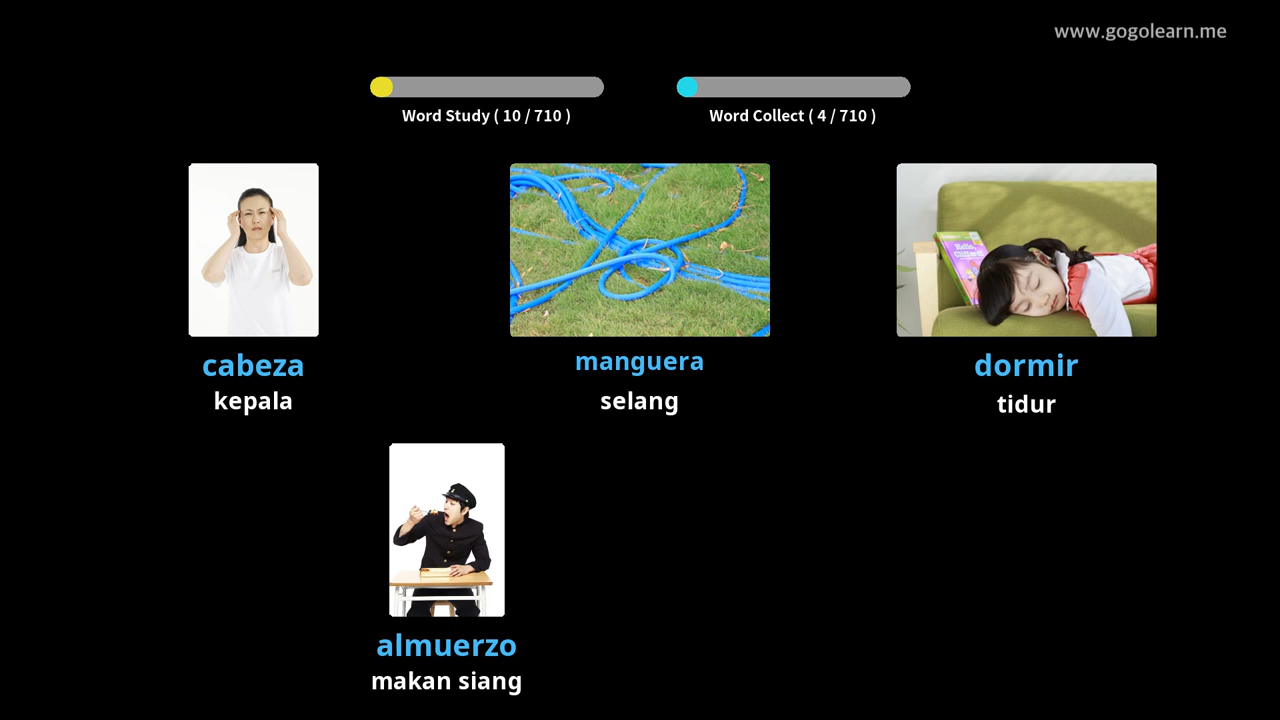 www.gogolearn.me
Word Study ( 10 / 710 )
Word Collect ( 4 / 710 )
Hello,
cabeza
manguera
dormir
kepala
selang
tidur
almuerzo
makan siang